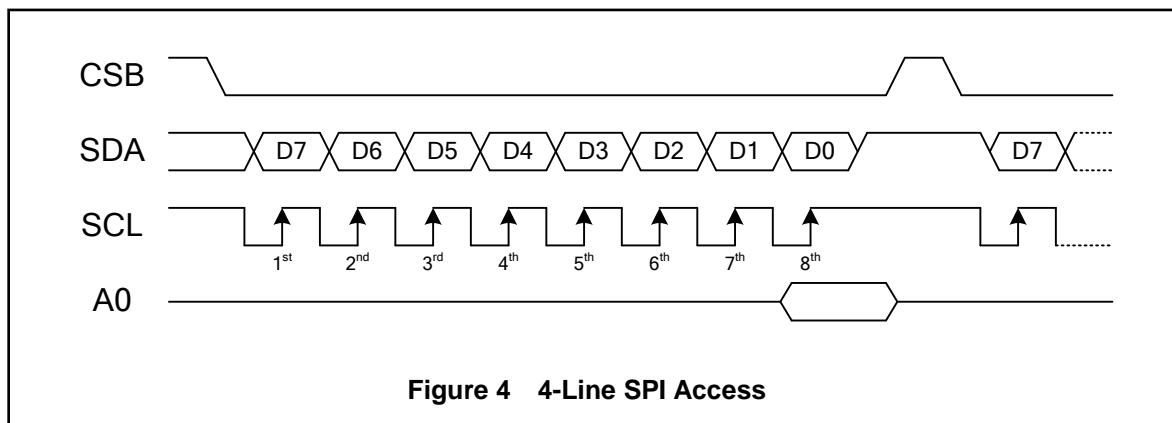 CSB
SDA D7 D6 D5 D4 D3 D2 D1 D0 D7
SCL
1st 2nd 3rd 4th 5th 6th 7th 8th
A0
Figure 4 4-Line SPI Access